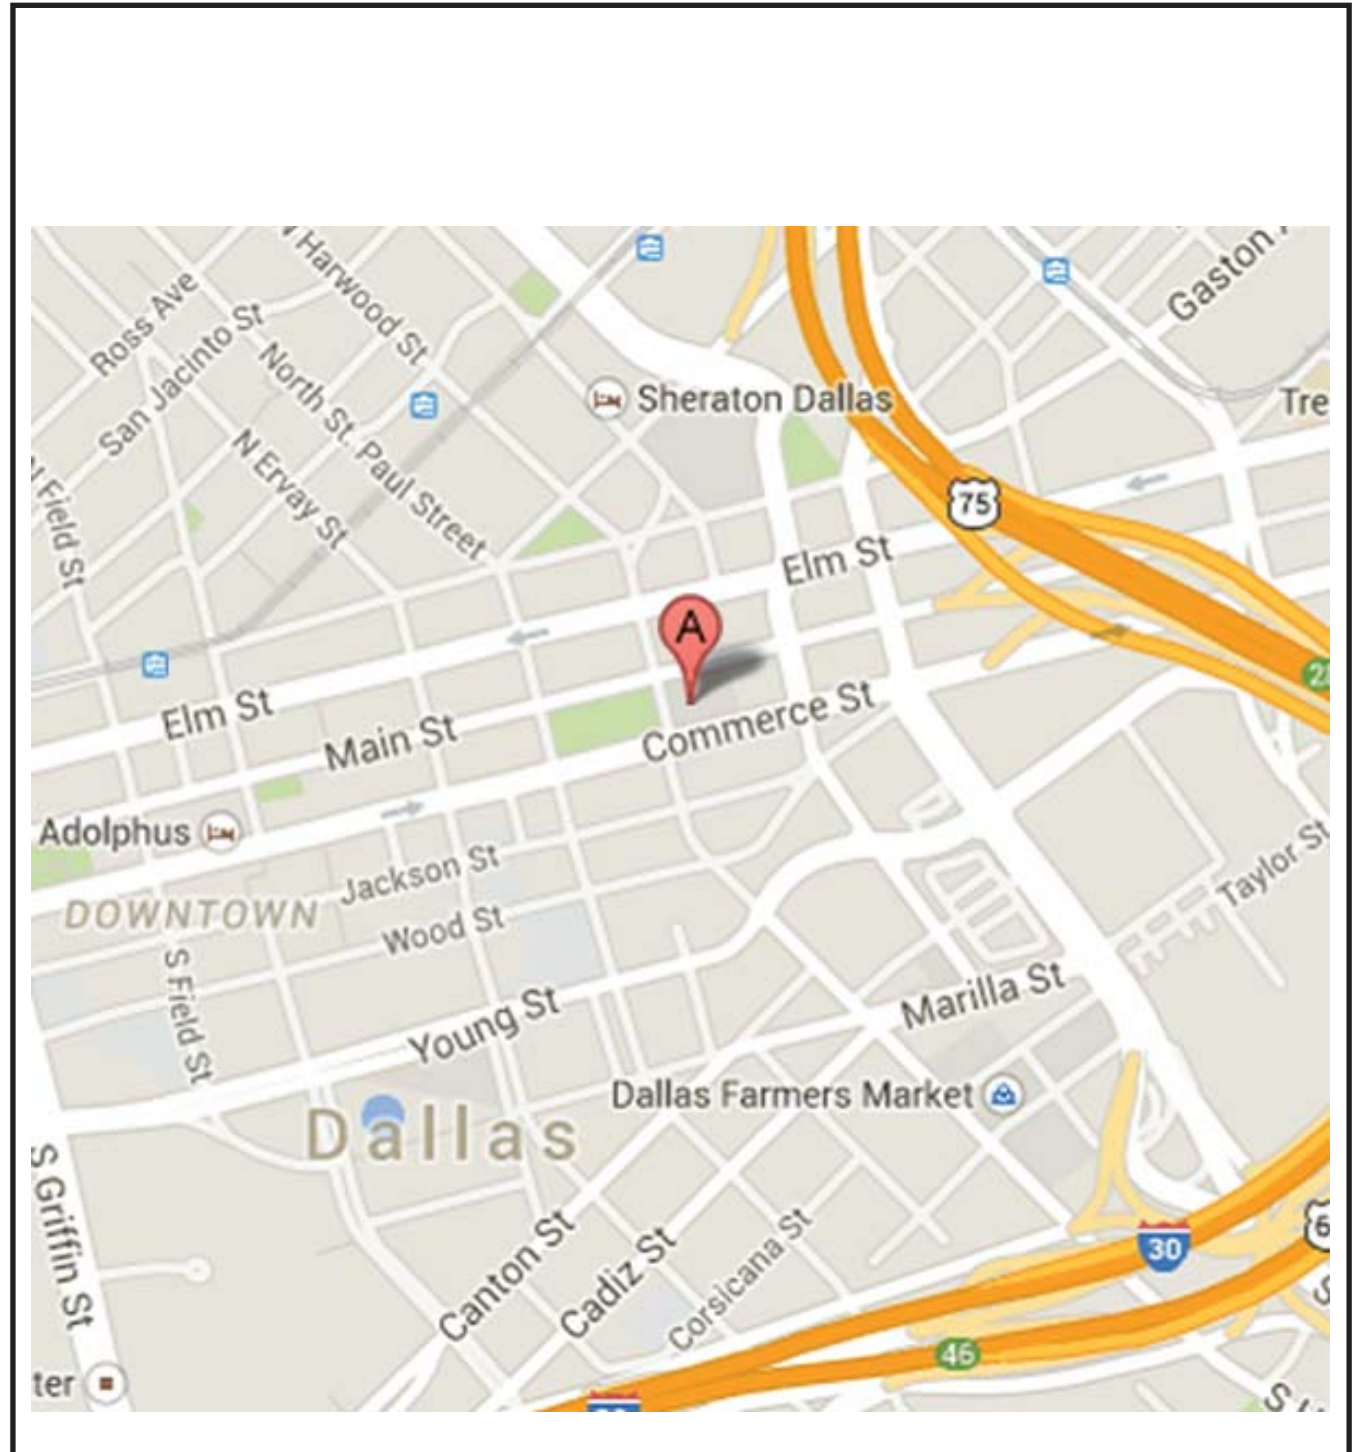 N Harwood St
Gaston
Ross Ave
San Jacinto St
North St. Paul Street
Sheraton Dallas
Tre
N Ervay St
N Field St
75
Elm St
A
Elm St
Main St
Commerce St
Adolphus
Jackson St
Taylor St
DOWNTOWN
Wood St
S Field St
Marilla St
Young St
Dallas Farmers Market
Dallas
S Griffin St
Canton St
Cadiz St
Corsicana St
30
6
46
ter